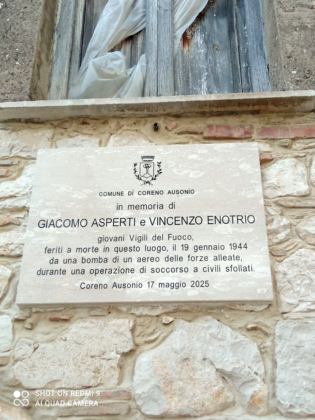 COMUNE DI CORENO AUSONIO
in memoria di
GIACOMO ASPERTI e VINCENZO ENOTRIO
giovani Vigili del Fuoco,
feriti a morte in questo luogo, il 19 gennaio 1944
da una bomba di un aereo delle forze alleate,
durante una operazione di soccorso a civili sfollati.
Coreno Ausonio 17 maggio 2025
SHOT ON REDMI 9
AI QUAD CAMERA